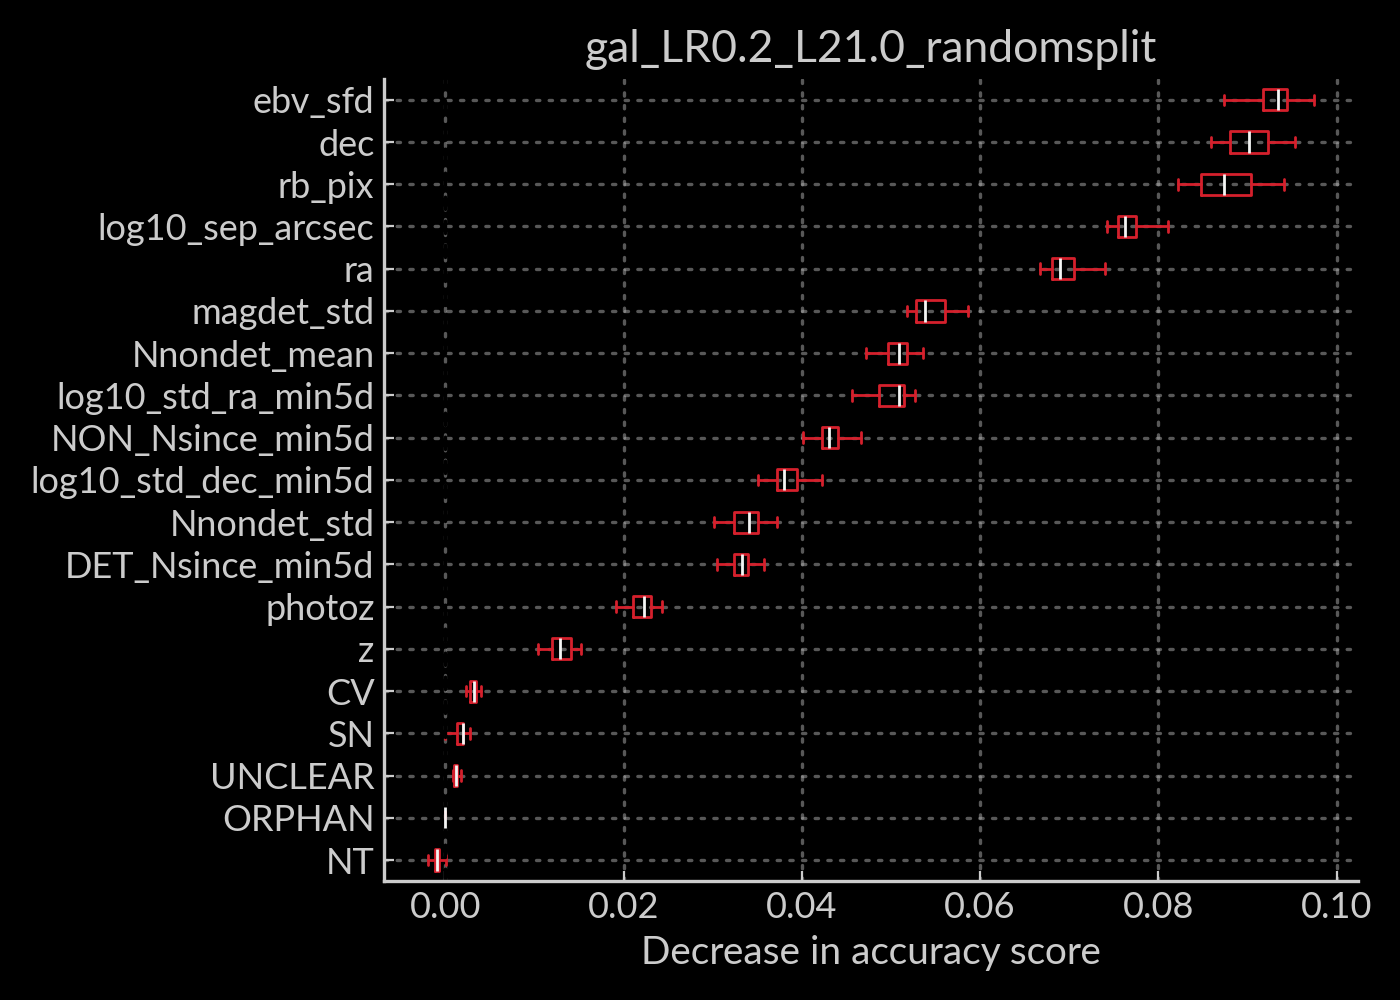 gal_LR0.2_L21.0_randomsplit
ebv_sfd
dec
rb_pix
log10_sep_arcsec
ra
magdet_std
Nnondet_mean
log10_std_ra_min5d
NON_Nsince_min5d
log10_std_dec_min5d
Nnondet_std
DET_Nsince_min5d
photoz
z
CV
SN
UNCLEAR
ORPHAN
NT
0.00 0.02 0.04 0.06 0.08 0.10
Decrease in accuracy score